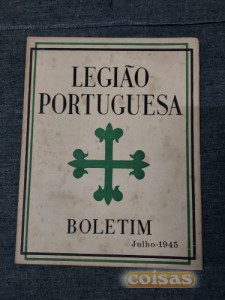 LEGIÃO
PORTUGUESA
BOLETIM
Julho-1945
coisas